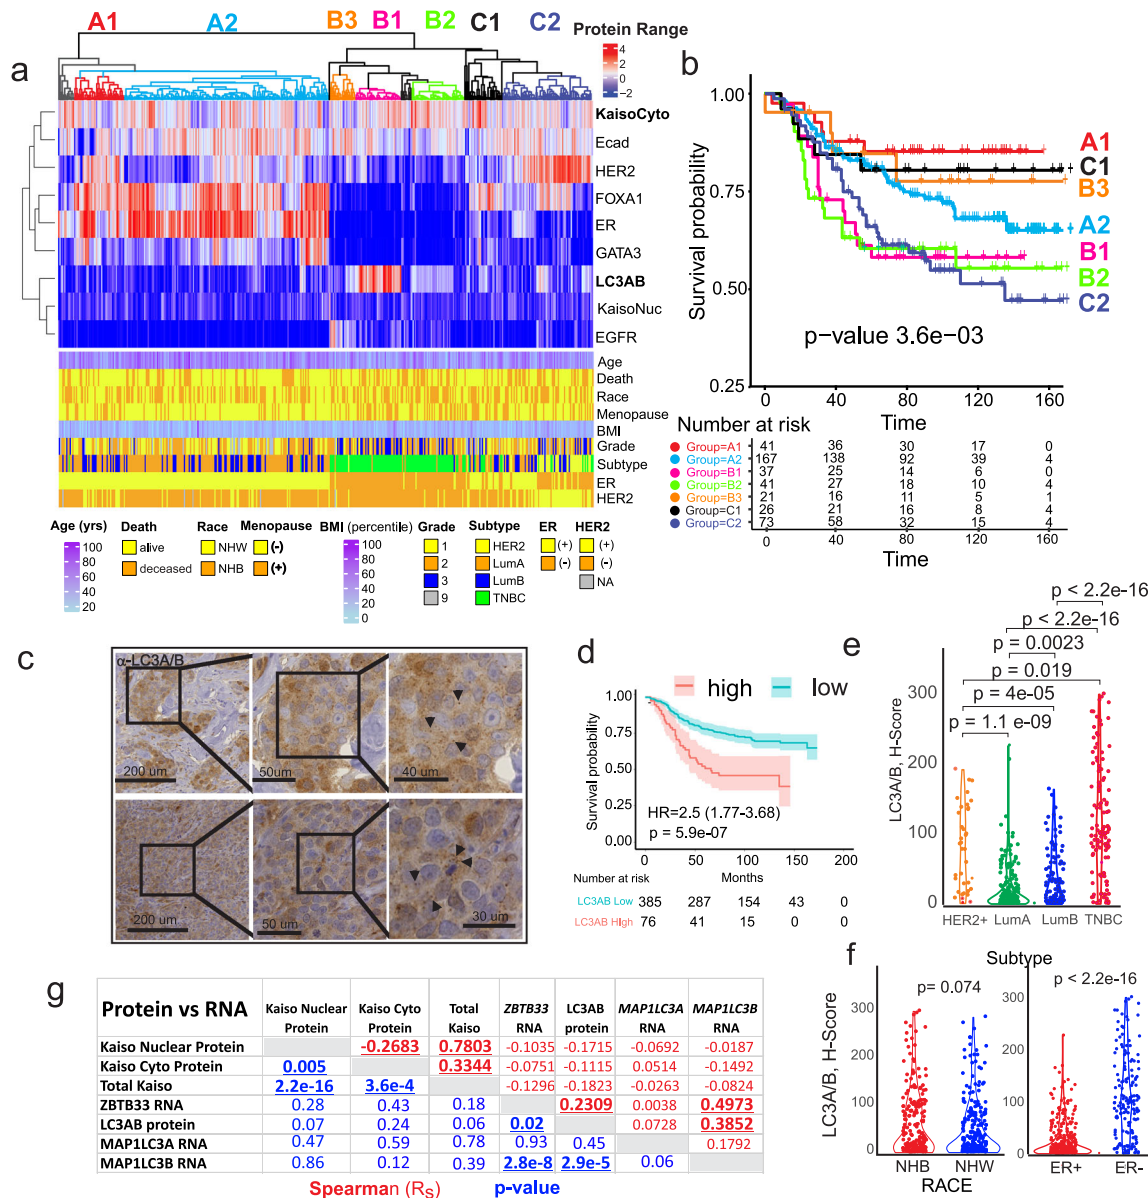 a
A1
A2
B3
B1
B2
C1
C2
Protein Range
4
2
0
−2
KaisoCyto
Ecad
HER2
FOXA1
ER
GATA3
LC3AB
KaisoNuc
EGFR
Age
Death
Race
Menopause
BMI
Grade
Subtype
ER
HER2
Age (yrs)
100
80
60
40
20
Death
alive
deceased
Race
NHW
NHB
Menopause
(-)
(+)
BMI (percentile)
100
80
60
40
20
0
Grade
1
2
3
9
Subtype
HER2
LumA
LumB
TNBC
ER
(+)
(-)
HER2
(+)
(-)
NA
b
Survival probability
1.00
0.75
0.50
0.25
A1
C1
B3
A2
B1
B2
C2
p-value 3.6e−03
0 40 80 120 160
Time
Number at risk
Group=A1 41 36 30 17 0
Group=A2 167 138 92 39 4
Group=B1 37 25 14 6 0
Group=B2 41 27 18 10 4
Group=B3 21 16 11 5 1
Group=C1 26 21 16 8 4
Group=C2 73 58 32 15 4
0 40 80 120 160
Time
c
α-LC3A/B
200 um
50um
40 um
200 um
50 um
30 um
d
high low
Survival probability
1.00
0.75
0.50
0.25
0.00
HR=2.5 (1.77-3.68)
p = 5.9e-07
0 50 100 150 200
Number at risk Months
LC3AB Low 385 287 154 43 0
LC3AB High 76 41 15 0 0
e
p < 2.2e-16
p < 2.2e-16
p = 0.0023
p = 0.019
p = 4e-05
p = 1.1 e-09
LC3A/B, H-Score
300
200
100
0
HER2+ LumA LumB TNBC
Subtype
f
p= 0.074
LC3A/B, H-Score
300
200
100
0
NHB NHW
RACE
p < 2.2e-16
300
200
100
0
ER+ ER-
g
Protein vs RNA
Kaiso Nuclear Protein
Kaiso Cyto Protein
Total Kaiso
ZBTB33 RNA
LC3AB protein
MAP1LC3A RNA
MAP1LC3B RNA
Kaiso Nuclear Protein -0.2683 0.7803 -0.1035 -0.1715 -0.0692 -0.0187
Kaiso Cyto Protein 0.005 0.3344 -0.0751 -0.1115 0.0514 -0.1492
Total Kaiso 2.2e-16 3.6e-4 -0.1296 -0.1823 -0.0263 -0.0824
ZBTB33 RNA 0.28 0.43 0.18 0.2309 0.0038 0.4973
LC3AB protein 0.07 0.24 0.06 0.02 0.0728 0.3852
MAP1LC3A RNA 0.47 0.59 0.78 0.93 0.45 0.1792
MAP1LC3B RNA 0.86 0.12 0.39 2.8e-8 2.9e-5 0.06
Spearman (RS) p-value